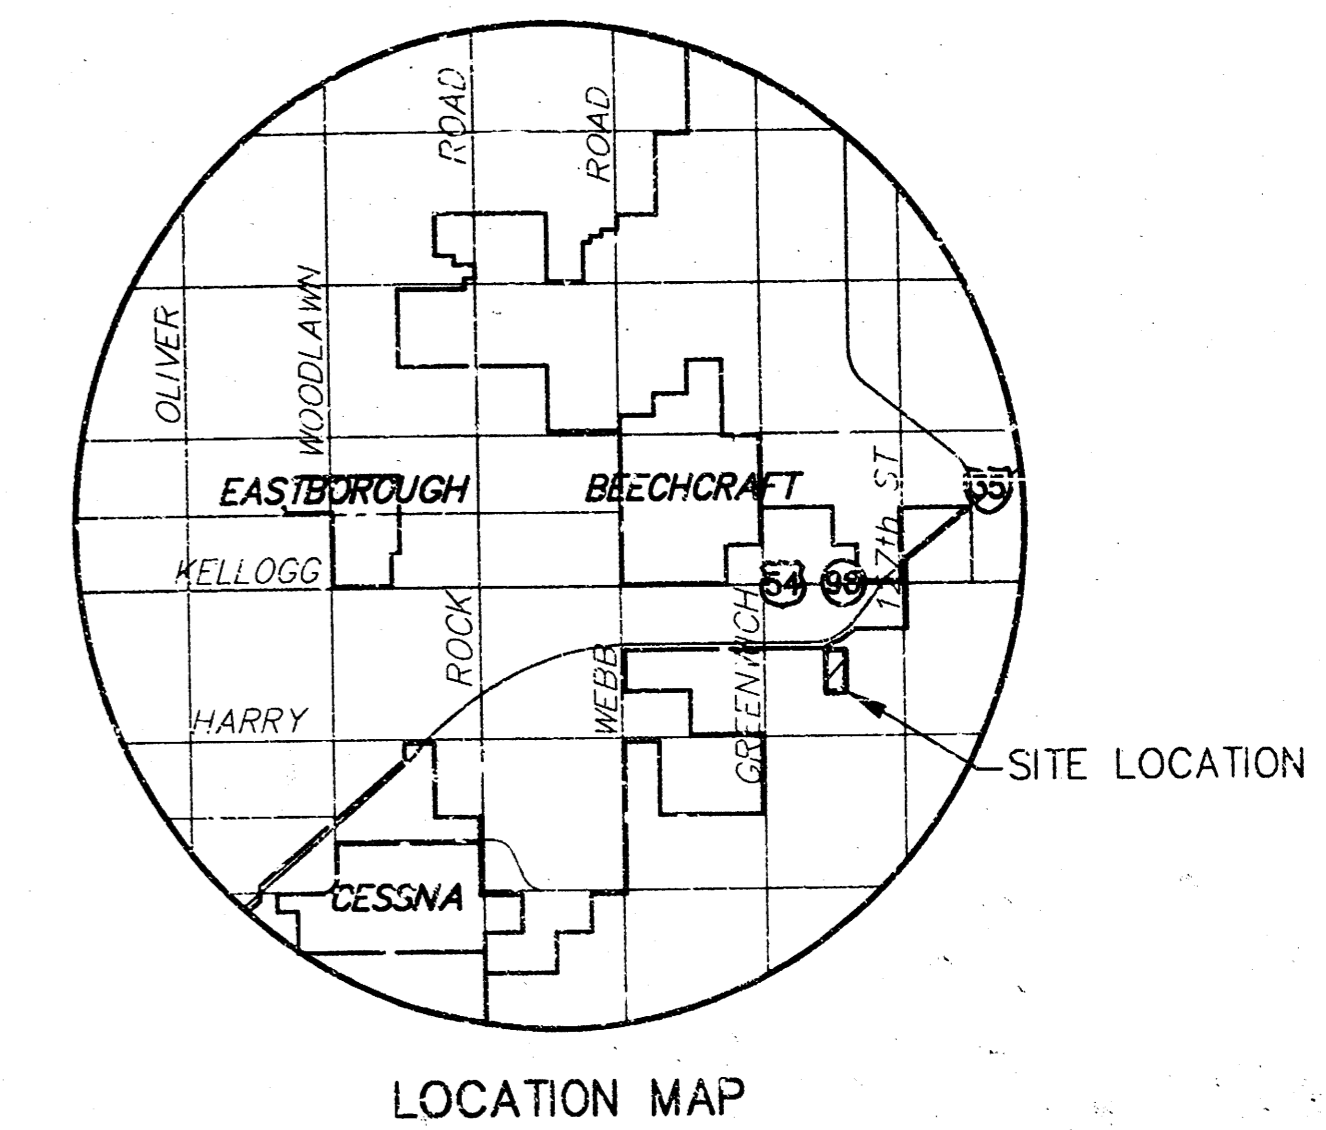 ROAD
ROAD
OLIVER
WOODLAWN
EASTBOROUGH
BEECHCRAFT
127th ST
35
KELLOGG
54
96
ROCK
WEBB
GREENWICH
HARRY
SITE LOCATION
CESSNA
LOCATION MAP